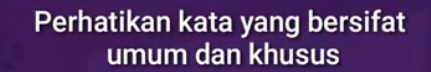 Perhatikan kata yang bersifat
umum dan khusus